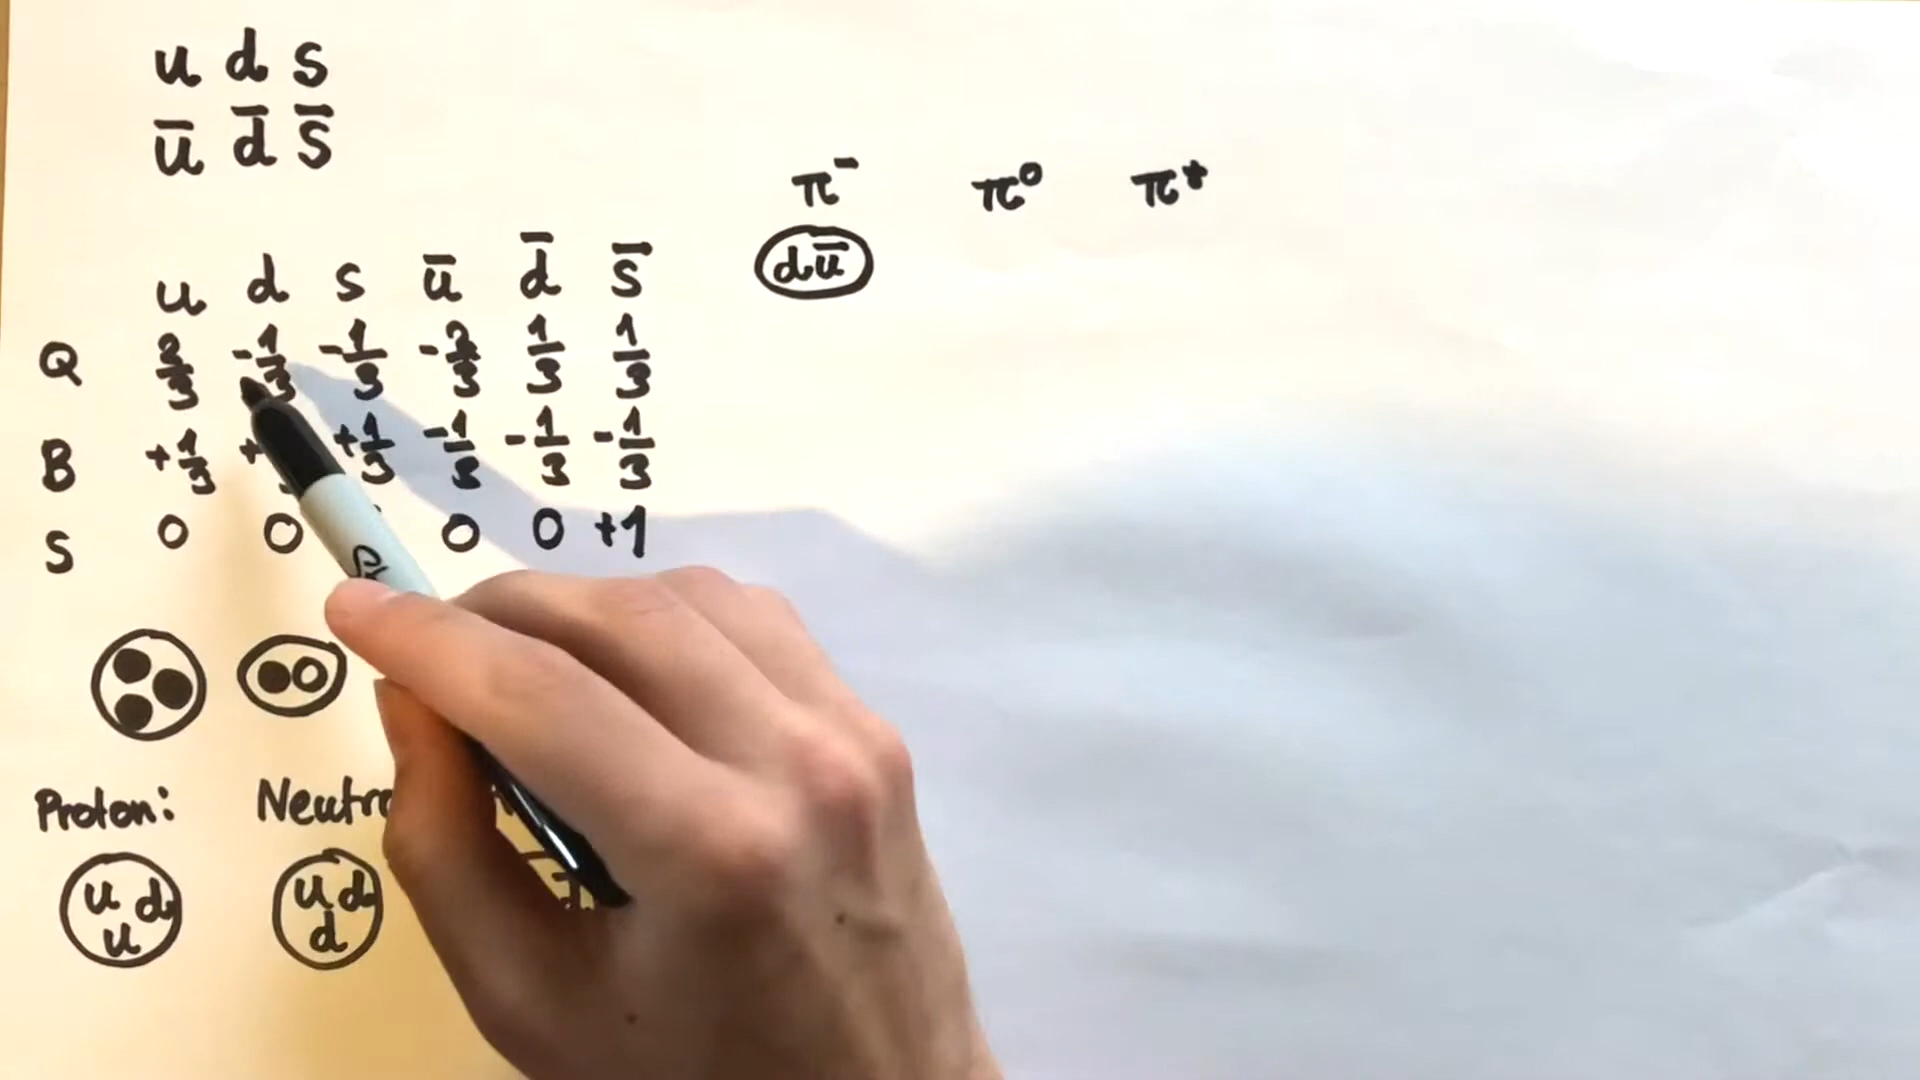 u d s
ū d̄ s̄
π⁻ π⁰ π⁺
dū
u d s ū d̄ s̄
Q 2/3 -1/3 -1/3 -2/3 1/3 1/3
B +1/3 + +1/3 -1/3 -1/3 -1/3
S 0 0 0 0 +1
Proton:
u d
u
u d
d